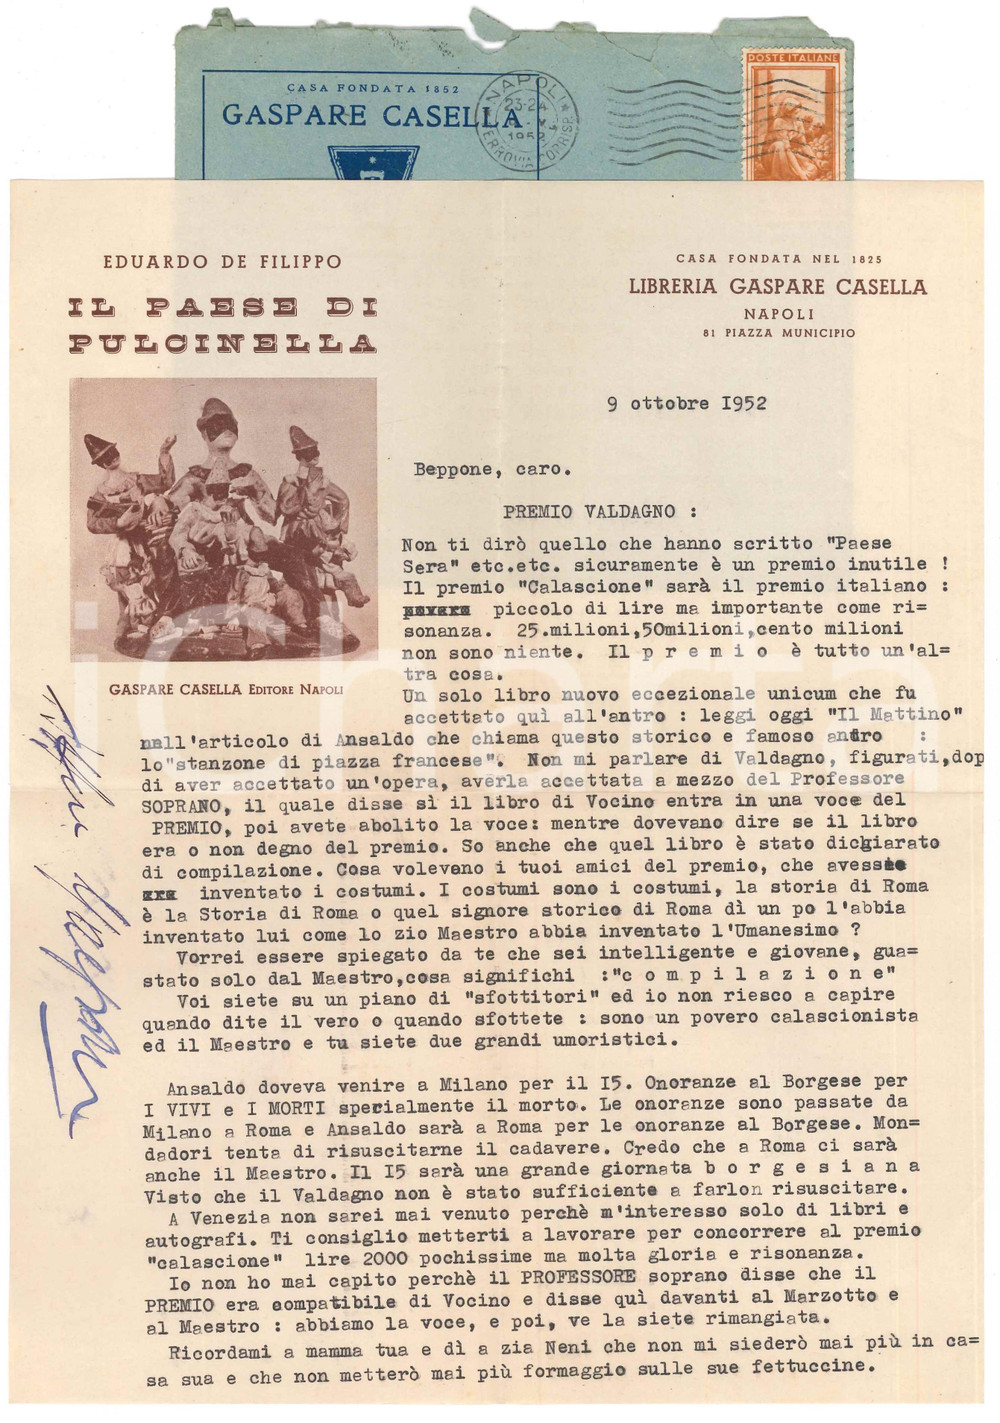 CASA FONDATA 1852
GASPARE CASELLA
NAPOLI
23-24
1952
FERROVIA CORRISP.
POSTE ITALIANE
EDUARDO DE FILIPPO
IL PAESE DI
PULCINELLA
GASPARE CASELLA EDITORE NAPOLI
CASA FONDATA NEL 1825
LIBRERIA GASPARE CASELLA
NAPOLI
81 PIAZZA MUNICIPIO
9 ottobre I952
Beppone, caro.
PREMIO VALDAGNO :
Non ti dirò quello che hanno scritto "Paese
Sera" etc.etc. sicuramente è un premio inutile !
Il premio "Calascione" sarà il premio italiano :
piccolo di lire ma importante come ri=
sonanza. 25.milioni,50milioni,cento milioni
non sono niente. Il p r e m i o è tutto un'al=
tra cosa.
Un solo libro nuovo eccezionale unicum che fu
accettato quì all'antro : leggi oggi "Il Mattino"
nell'articolo di Ansaldo che chiama questo storico e famoso antro :
lo"stanzone di piazza francese". Non mi parlare di Valdagno, figurati,dop
di aver accettato un'opera, averla accettata a mezzo del Professore
SOPRANO, il quale disse sì il libro di Vocino entra in una voce del
PREMIO, poi avete abolito la voce: mentre dovevano dire se il libro
era o non degno del premio. So anche che quel libro è stato dichiarato
di compilazione. Cosa voleveno i tuoi amici del premio, che avesse
inventato i costumi. I costumi sono i costumi, la storia di Roma
è la Storia di Roma o quel signore storico di Roma dì un po l'abbia
inventato lui come lo zio Maestro abbia inventato l'Umanesimo ?
Vorrei essere spiegato da te che sei intelligente e giovane, gua=
stato solo dal Maestro,cosa significhi :"c o m p i l a z i o n e"
Voi siete su un piano di "sfottitori" ed io non riesco a capire
quando dite il vero o quando sfottete : sono un povero calascionista
ed il Maestro e tu siete due grandi umoristici.
Ansaldo doveva venire a Milano per il I5. Onoranze al Borgese per
I VIVI e I MORTI specialmente il morto. Le onoranze sono passate da
Milano a Roma e Ansaldo sarà a Roma per le onoranze al Borgese. Mon=
dadori tenta di risuscitarne il cadavere. Credo che a Roma ci sarà
anche il Maestro. Il I5 sarà una grande giornata b o r g e s i a n a
Visto che il Valdagno non è stato sufficiente a farlon risuscitare.
A Venezia non sarei mai venuto perchè m'interesso solo di libri e
autografi. Ti consiglio metterti a lavorare per concorrere al premio
"calascione" lire 2000 pochissime ma molta gloria e risonanza.
Io non ho mai capito perchè il PROFESSORE soprano disse che il
PREMIO era compatibile di Vocino e disse quì davanti al Marzotto e
al Maestro : abbiamo la voce, e poi, ve la siete rimangiata.
Ricordami a mamma tua e dì a zia Neni che non mi siederò mai più in ca=
sa sua e che non metterò mai più formaggio sulle sue fettuccine.